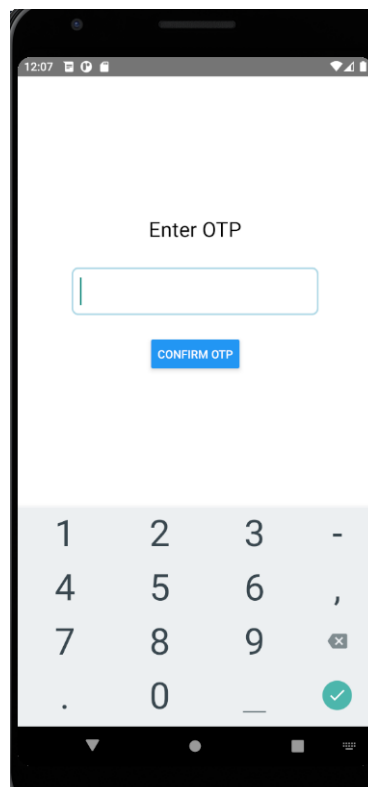 12:07
Enter OTP
CONFIRM OTP
1 2 3 -
4 5 6 ,
7 8 9
. 0 _